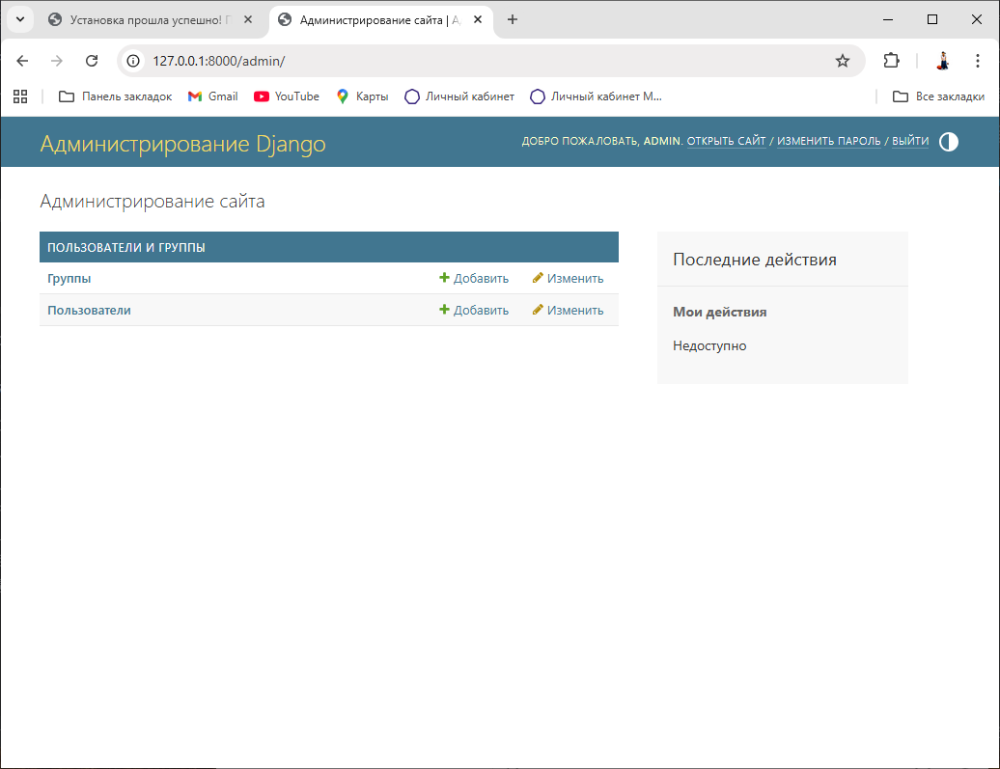 Установка прошла успешно! П
Администрирование сайта | А
127.0.0.1:8000/admin/
Панель закладок
Gmail
YouTube
Карты
Личный кабинет
Личный кабинет М...
Все закладки
Администрирование Django
ДОБРО ПОЖАЛОВАТЬ, ADMIN. ОТКРЫТЬ САЙТ / ИЗМЕНИТЬ ПАРОЛЬ / ВЫЙТИ
Администрирование сайта
ПОЛЬЗОВАТЕЛИ И ГРУППЫ
Группы Добавить Изменить
Пользователи Добавить Изменить
Последние действия
Мои действия
Недоступно